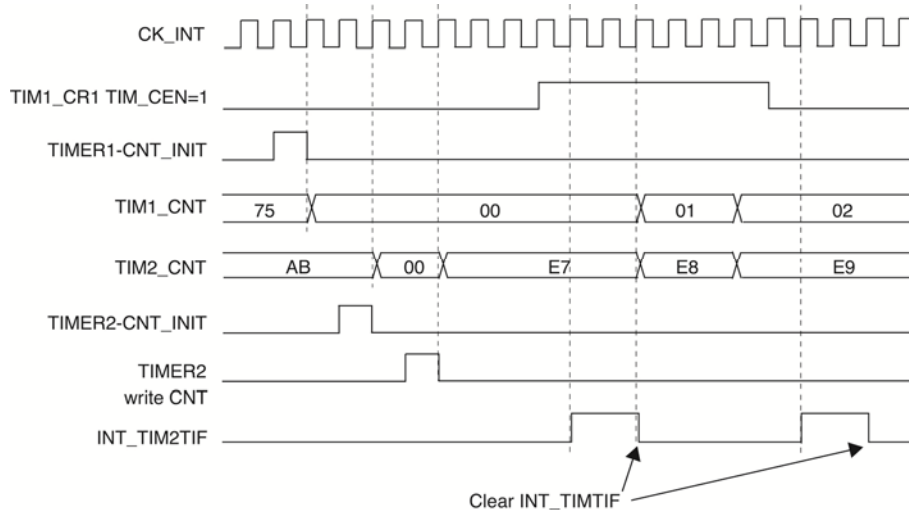 CK_INT
TIM1_CR1 TIM_CEN=1
TIMER1-CNT_INIT
TIM1_CNT
75
00
01
02
TIM2_CNT
AB
00
E7
E8
E9
TIMER2-CNT_INIT
TIMER2
write CNT
INT_TIM2TIF
Clear INT_TIMTIF